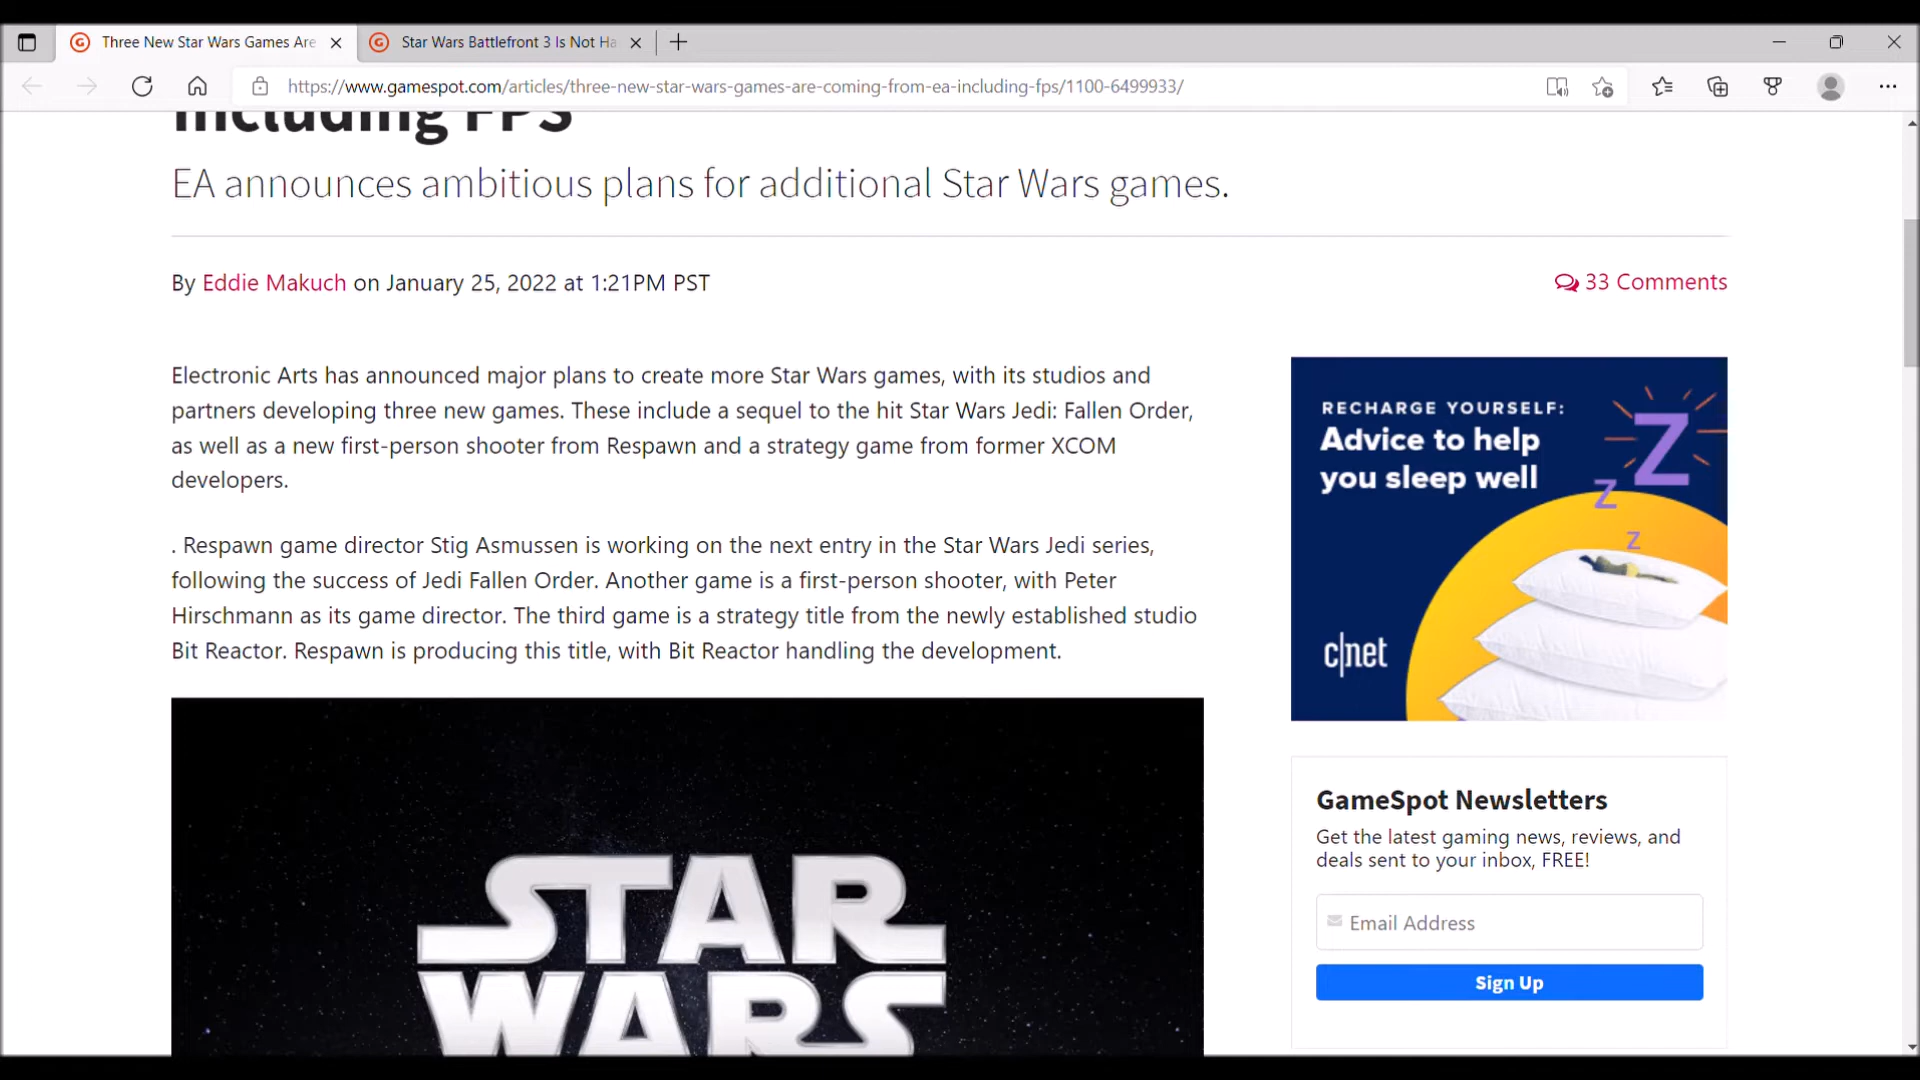 Three New Star Wars Games Are
Star Wars Battlefront 3 Is Not Ha
https://www.gamespot.com/articles/three-new-star-wars-games-are-coming-from-ea-including-fps/1100-6499933/
Including FPS
EA announces ambitious plans for additional Star Wars games.
By Eddie Makuch on January 25, 2022 at 1:21PM PST
33 Comments
Electronic Arts has announced major plans to create more Star Wars games, with its studios and
partners developing three new games. These include a sequel to the hit Star Wars Jedi: Fallen Order,
as well as a new first-person shooter from Respawn and a strategy game from former XCOM
developers.
. Respawn game director Stig Asmussen is working on the next entry in the Star Wars Jedi series,
following the success of Jedi Fallen Order. Another game is a first-person shooter, with Peter
Hirschmann as its game director. The third game is a strategy title from the newly established studio
Bit Reactor. Respawn is producing this title, with Bit Reactor handling the development.
STAR
WARS
RECHARGE YOURSELF:
Advice to help
you sleep well
Z
Z
Z
c|net
GameSpot Newsletters
Get the latest gaming news, reviews, and
deals sent to your inbox, FREE!
Email Address
Sign Up